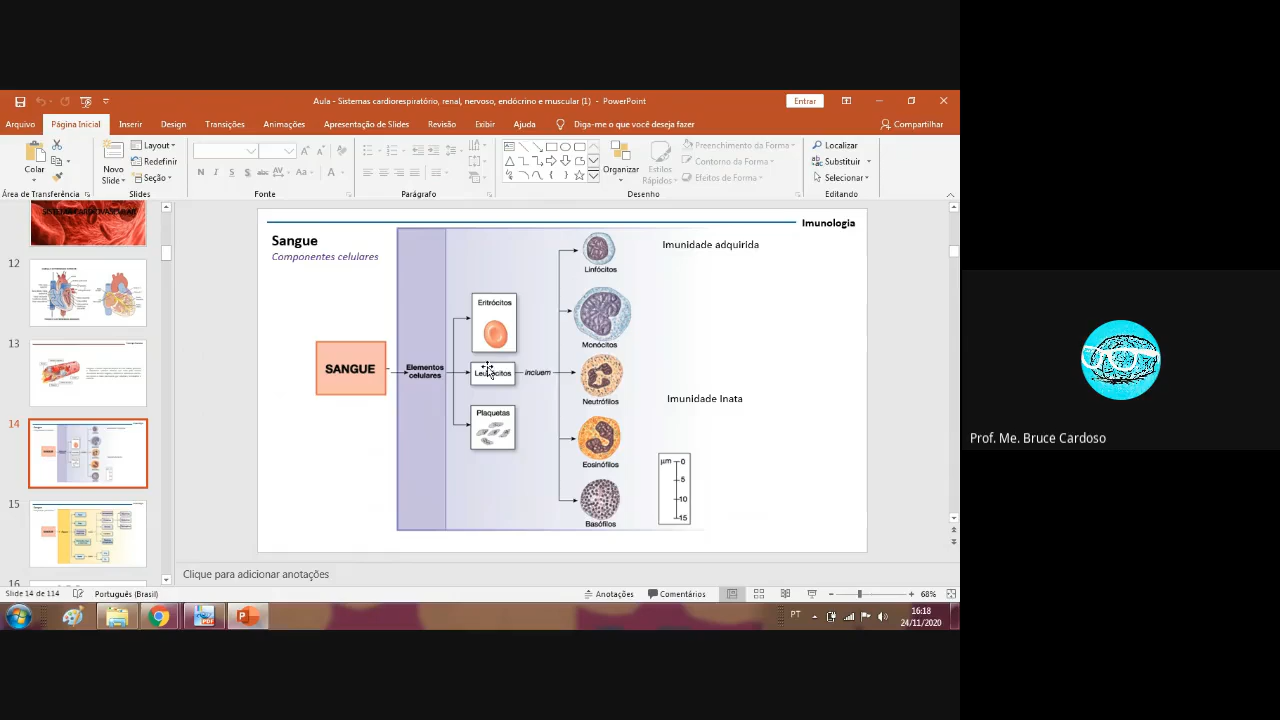 Aula - Sistemas cardiorespiratório, renal, nervoso, endócrino e muscular (1) - PowerPoint
Entrar
Arquivo
Página Inicial
Inserir
Design
Transições
Animações
Apresentação de Slides
Revisão
Exibir
Ajuda
Diga-me o que você deseja fazer
Compartilhar
Colar
Novo
Slide
Layout
Redefinir
Seção
Organizar
Estilos
Rápidos
Preenchimento da Forma
Contorno da Forma
Efeitos de Forma
Localizar
Substituir
Selecionar
Área de Transferência
Slides
Fonte
Parágrafo
Desenho
Editando
N I S S abc AV Aa A
12
13
14
15
16
Imunologia
Sangue
Componentes celulares
Imunidade adquirida
Linfócitos
Eritrócitos
Monócitos
SANGUE
Elementos
celulares
incluem
Neutrófilos
Imunidade Inata
Plaquetas
Eosinófilos
Basófilos
µm 0
5
10
15
Clique para adicionar anotações
Slide 14 de 114
Português (Brasil)
Anotações
Comentários
68%
PT
16:18
24/11/2020
Prof. Me. Bruce Cardoso